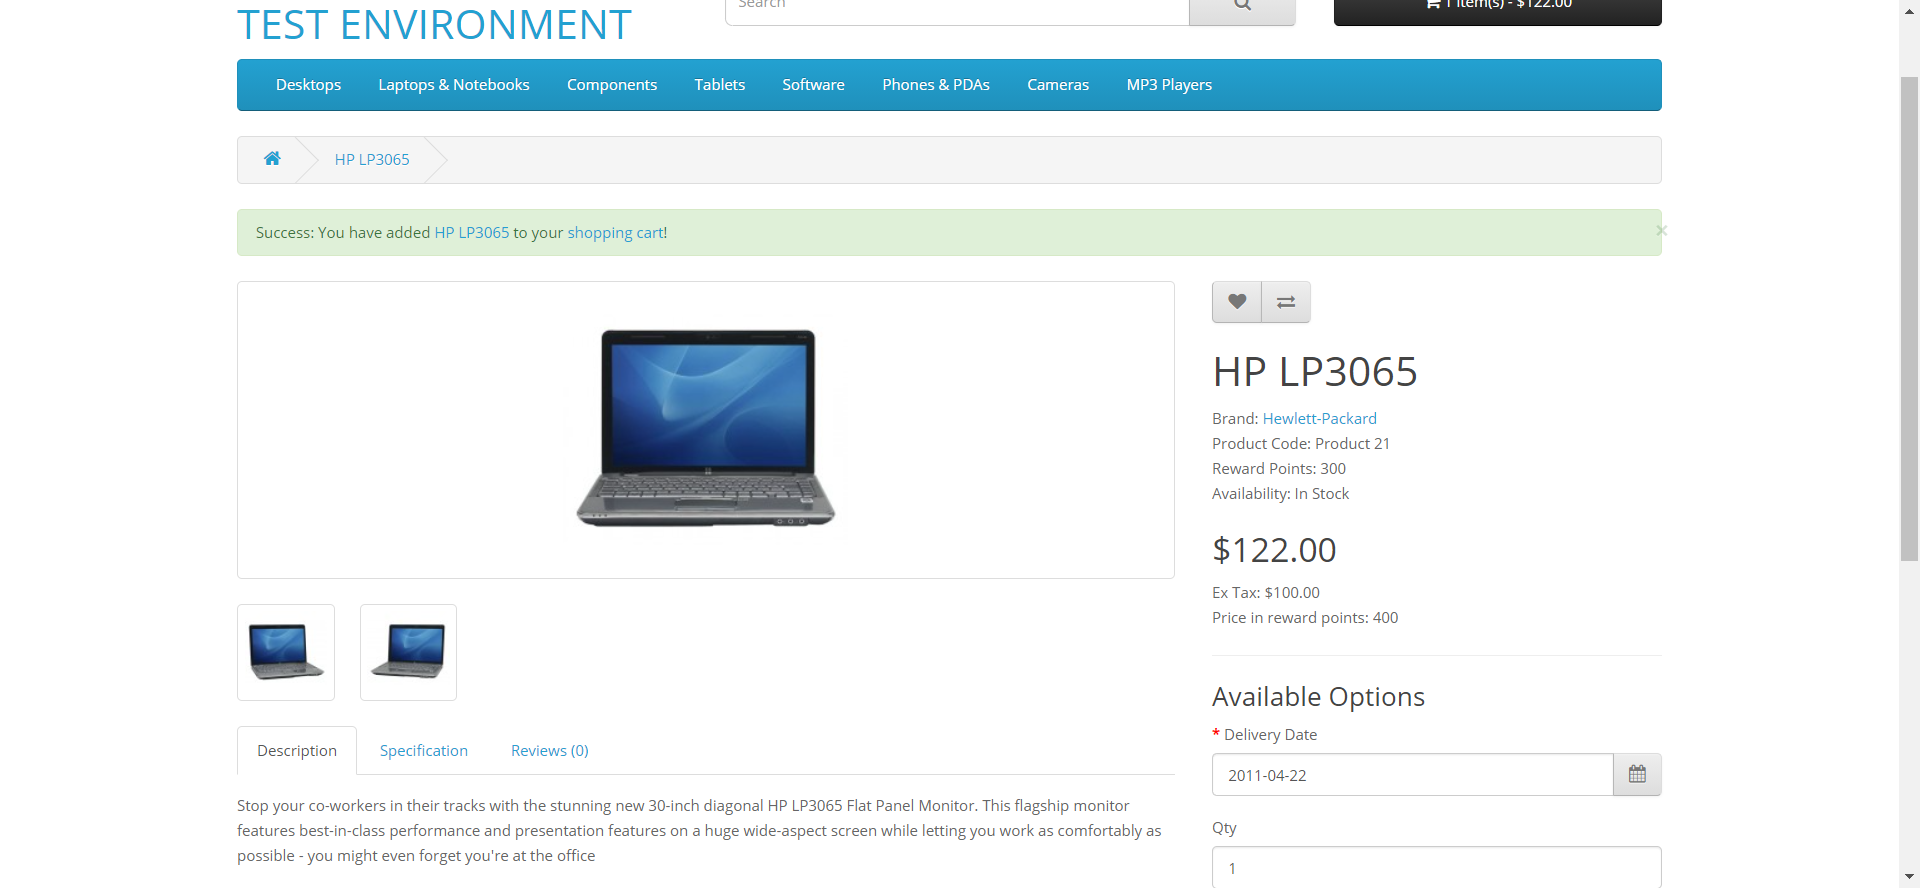 TEST ENVIRONMENT
Search
1 item(s) - $122.00
Desktops Laptops & Notebooks Components Tablets Software Phones & PDAs Cameras MP3 Players
HP LP3065
Success: You have added HP LP3065 to your shopping cart!
×
HP LP3065
Brand: Hewlett-Packard
Product Code: Product 21
Reward Points: 300
Availability: In Stock
$122.00
Ex Tax: $100.00
Price in reward points: 400
Available Options
* Delivery Date
2011-04-22
Qty
1
Description Specification Reviews (0)
Stop your co-workers in their tracks with the stunning new 30-inch diagonal HP LP3065 Flat Panel Monitor. This flagship monitor
features best-in-class performance and presentation features on a huge wide-aspect screen while letting you work as comfortably as
possible - you might even forget you're at the office